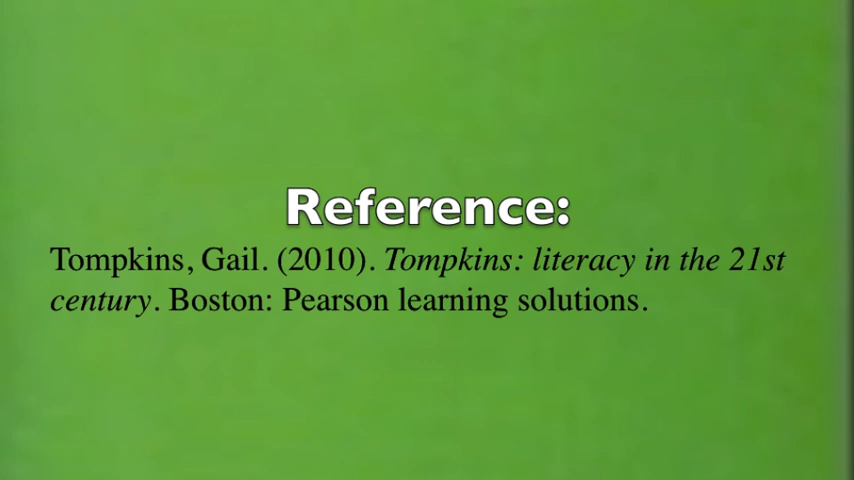 Reference:
Tompkins, Gail. (2010). Tompkins: literacy in the 21st
century. Boston: Pearson learning solutions.